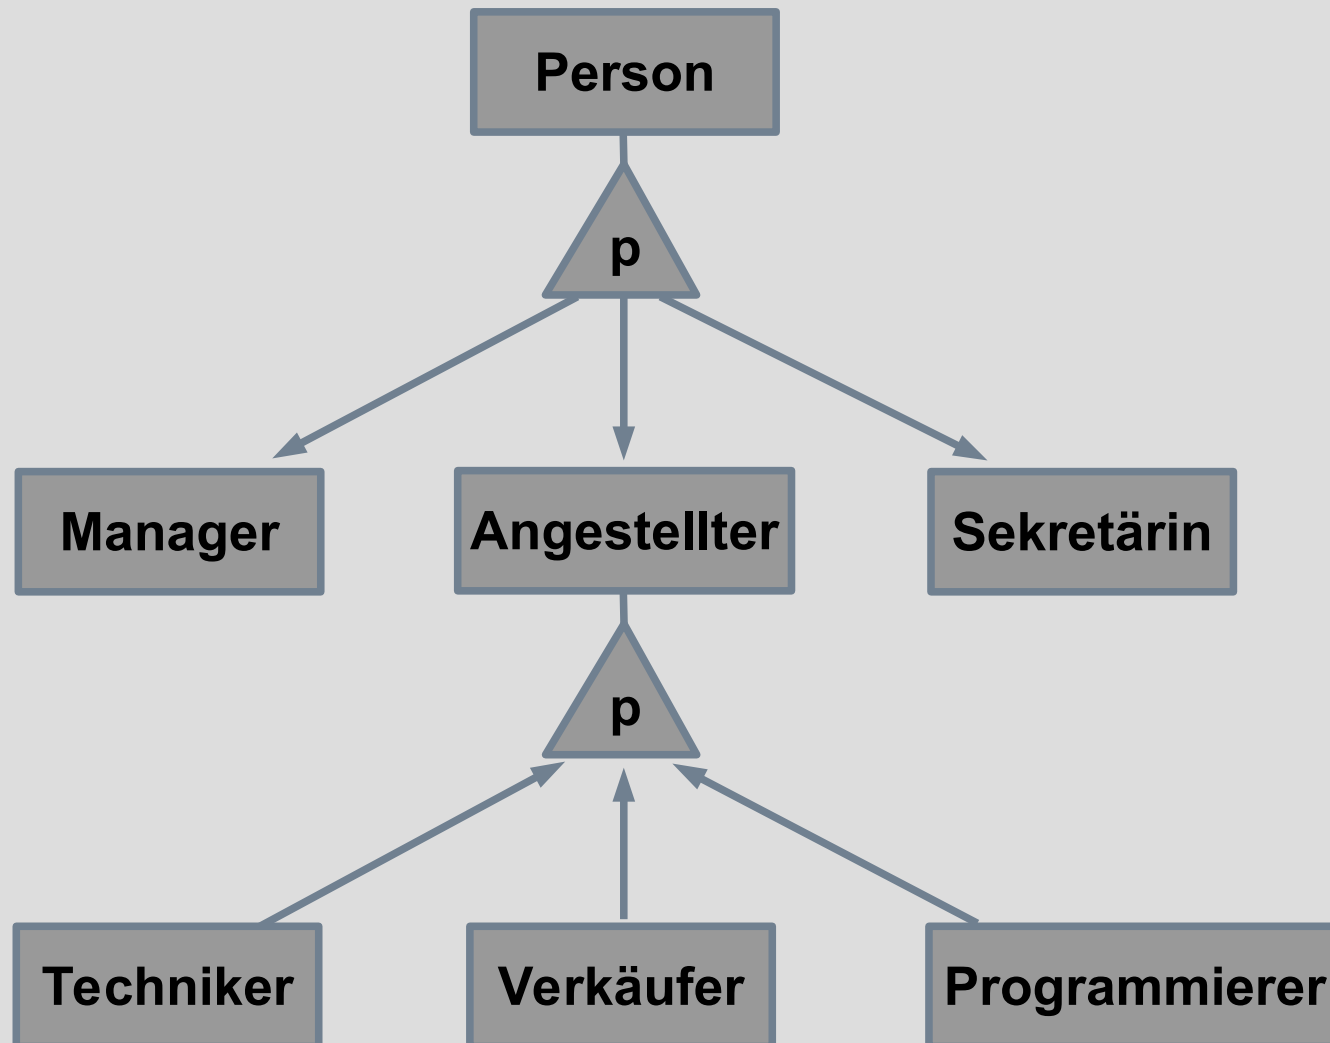 Person
p
Manager
Angestellter
Sekretärin
p
Techniker
Verkäufer
Programmierer